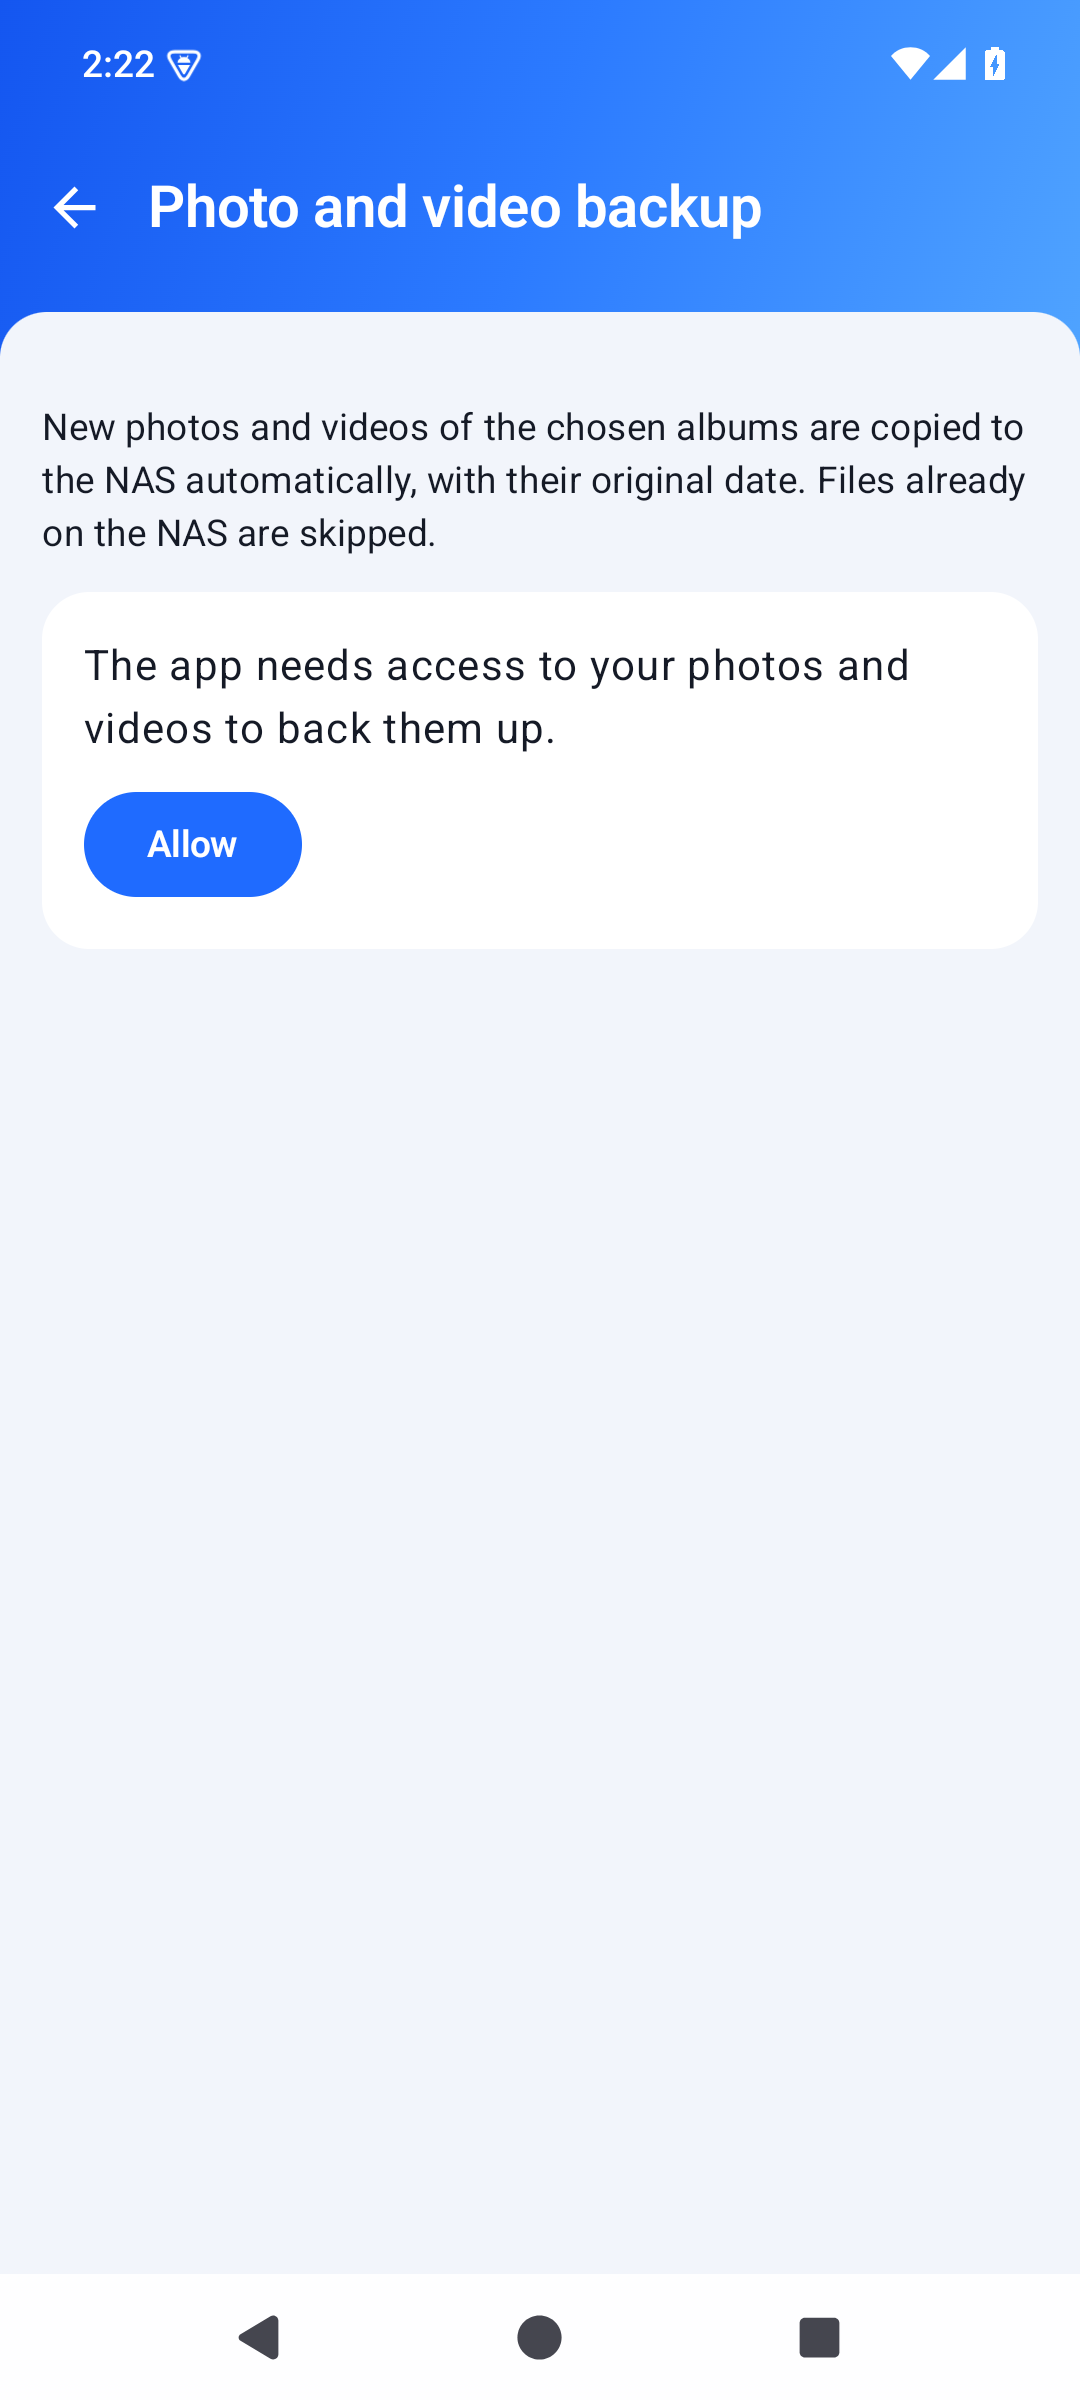 2:22
Photo and video backup
New photos and videos of the chosen albums are copied to
the NAS automatically, with their original date. Files already
on the NAS are skipped.
The app needs access to your photos and
videos to back them up.
Allow